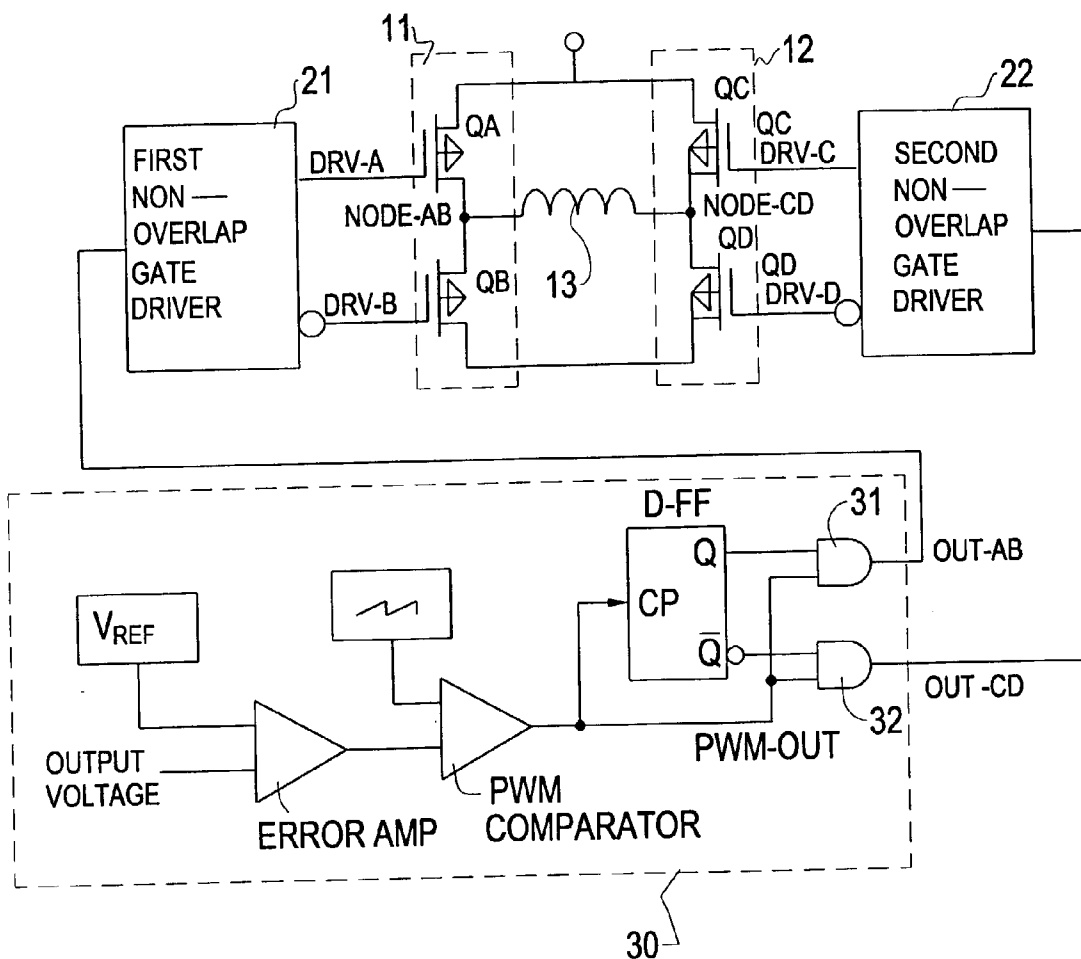 11
12
21
22
QA
QC
QC
DRV-A
DRV-C
FIRST
NON—
OVERLAP
GATE
DRIVER
SECOND
NON—
OVERLAP
GATE
DRIVER
NODE-AB
NODE-CD
13
QB
QD
QD
DRV-B
DRV-D
D-FF
31
Q
OUT-AB
CP
VREF
Q̅
OUT -CD
32
PWM-OUT
OUTPUT
VOLTAGE
PWM
COMPARATOR
ERROR AMP
30